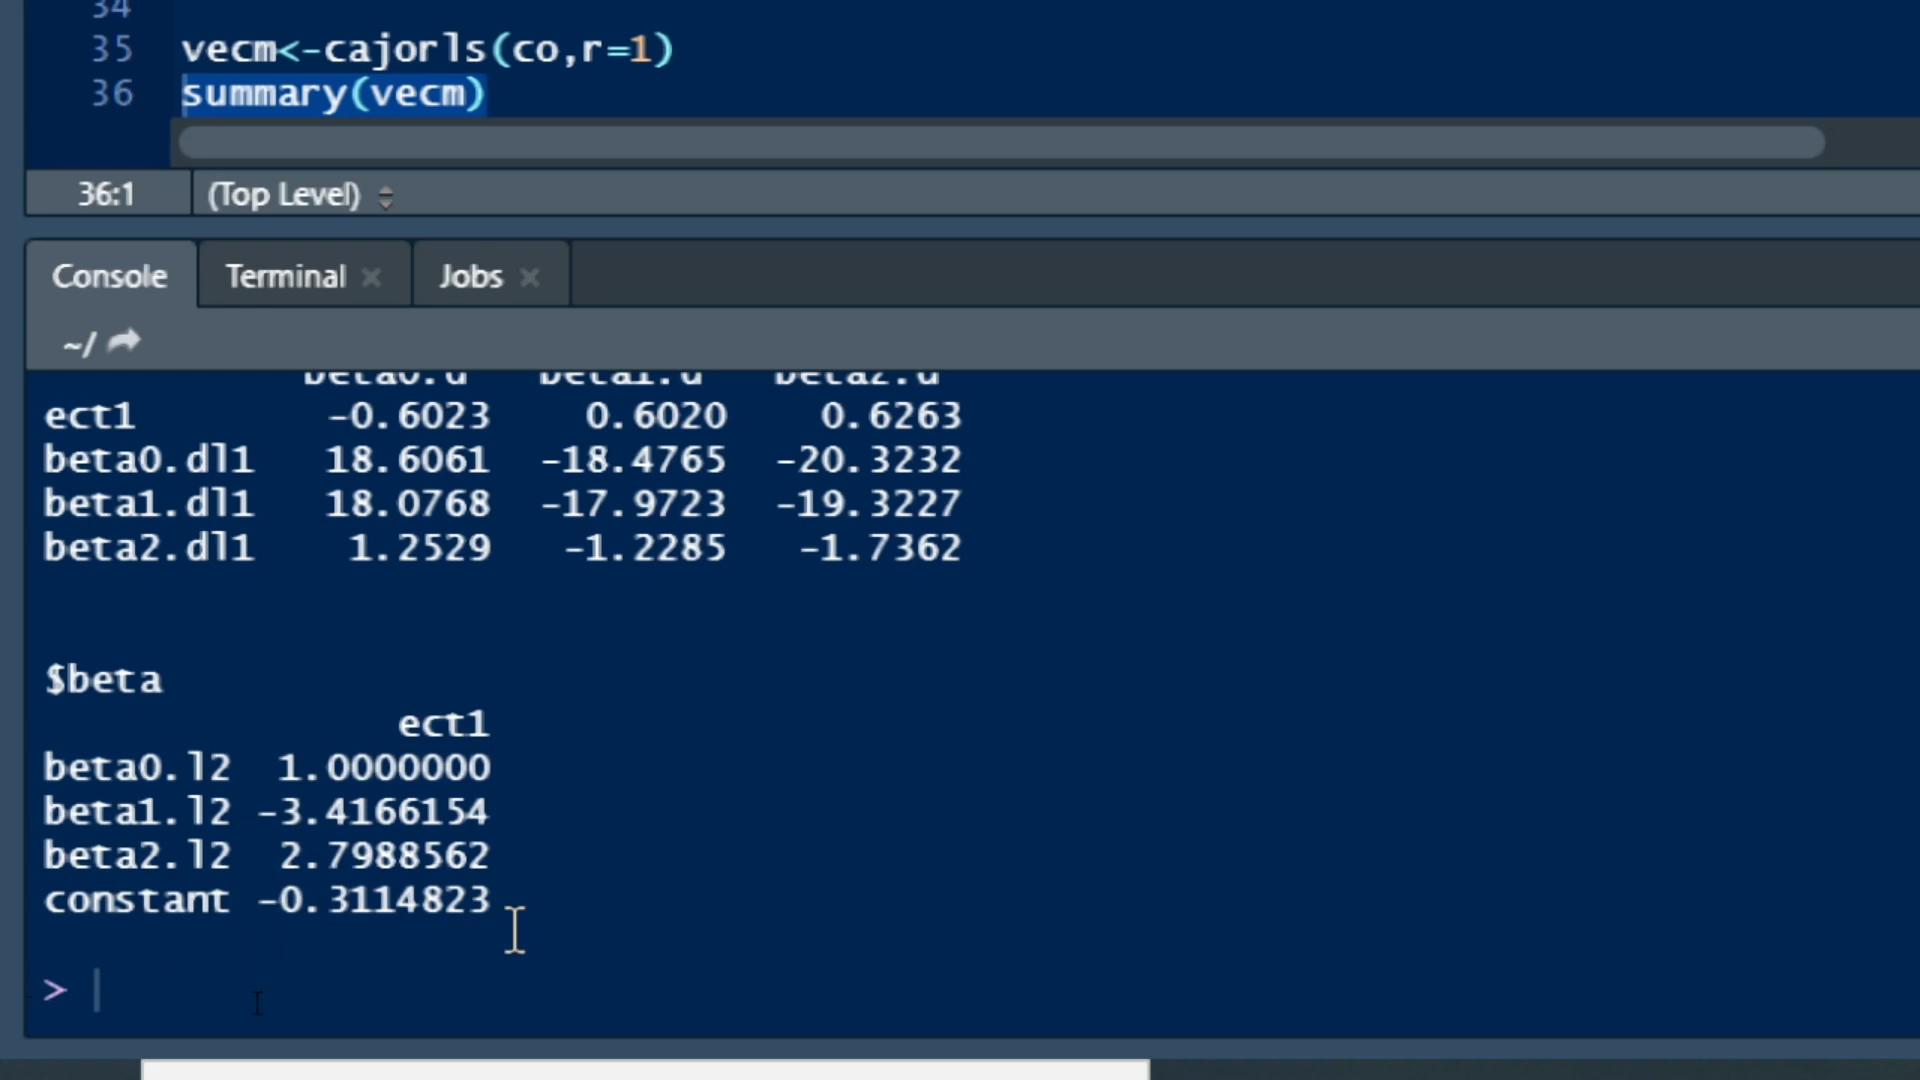 34
35 vecm<-cajorls(co,r=1)
36 summary(vecm)
36:1 (Top Level)
Console Terminal Jobs
~/
beta0.d beta1.d beta2.d
ect1 -0.6023 0.6020 0.6263
beta0.dl1 18.6061 -18.4765 -20.3232
beta1.dl1 18.0768 -17.9723 -19.3227
beta2.dl1 1.2529 -1.2285 -1.7362
$beta
ect1
beta0.l2 1.0000000
beta1.l2 -3.4166154
beta2.l2 2.7988562
constant -0.3114823
>